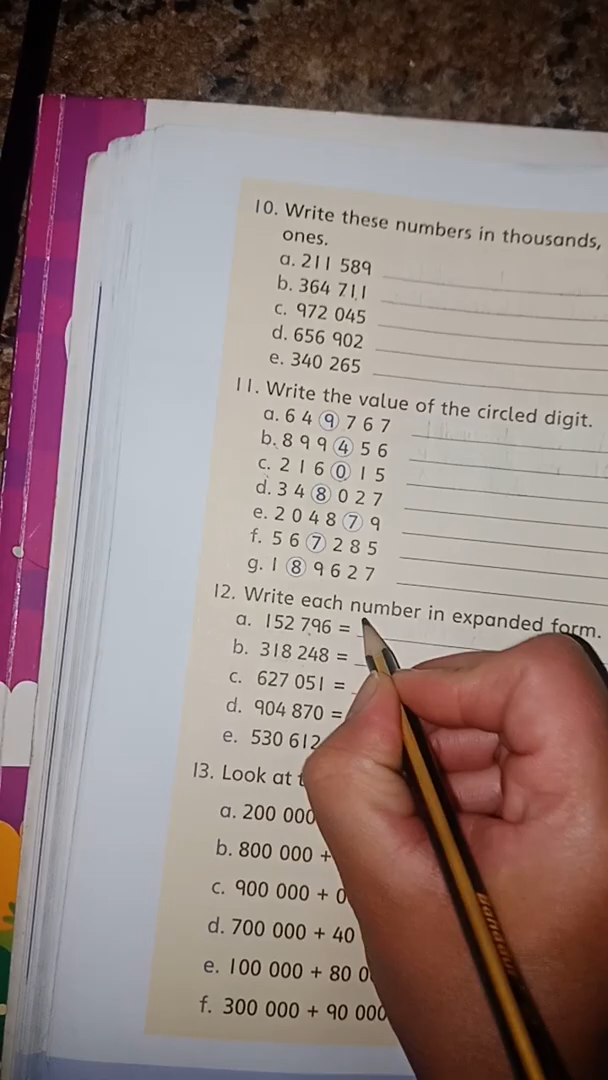 10. Write these numbers in thousands,
ones.
a. 211 589
b. 364 711
c. 972 045
d. 656 902
e. 340 265
11. Write the value of the circled digit.
a. 6 4 9 7 6 7
b. 8 9 9 4 5 6
c. 2 1 6 0 1 5
d. 3 4 8 0 2 7
e. 2 0 4 8 7 9
f. 5 6 7 2 8 5
g. 1 8 9 6 2 7
12. Write each number in expanded form.
a. 152 796 =
b. 318 248 =
c. 627 051 =
d. 904 870 =
e. 530 612
13. Look at
a. 200 000
b. 800 000 +
c. 900 000 + 0
d. 700 000 + 40
e. 100 000 + 80 0
f. 300 000 + 90 000